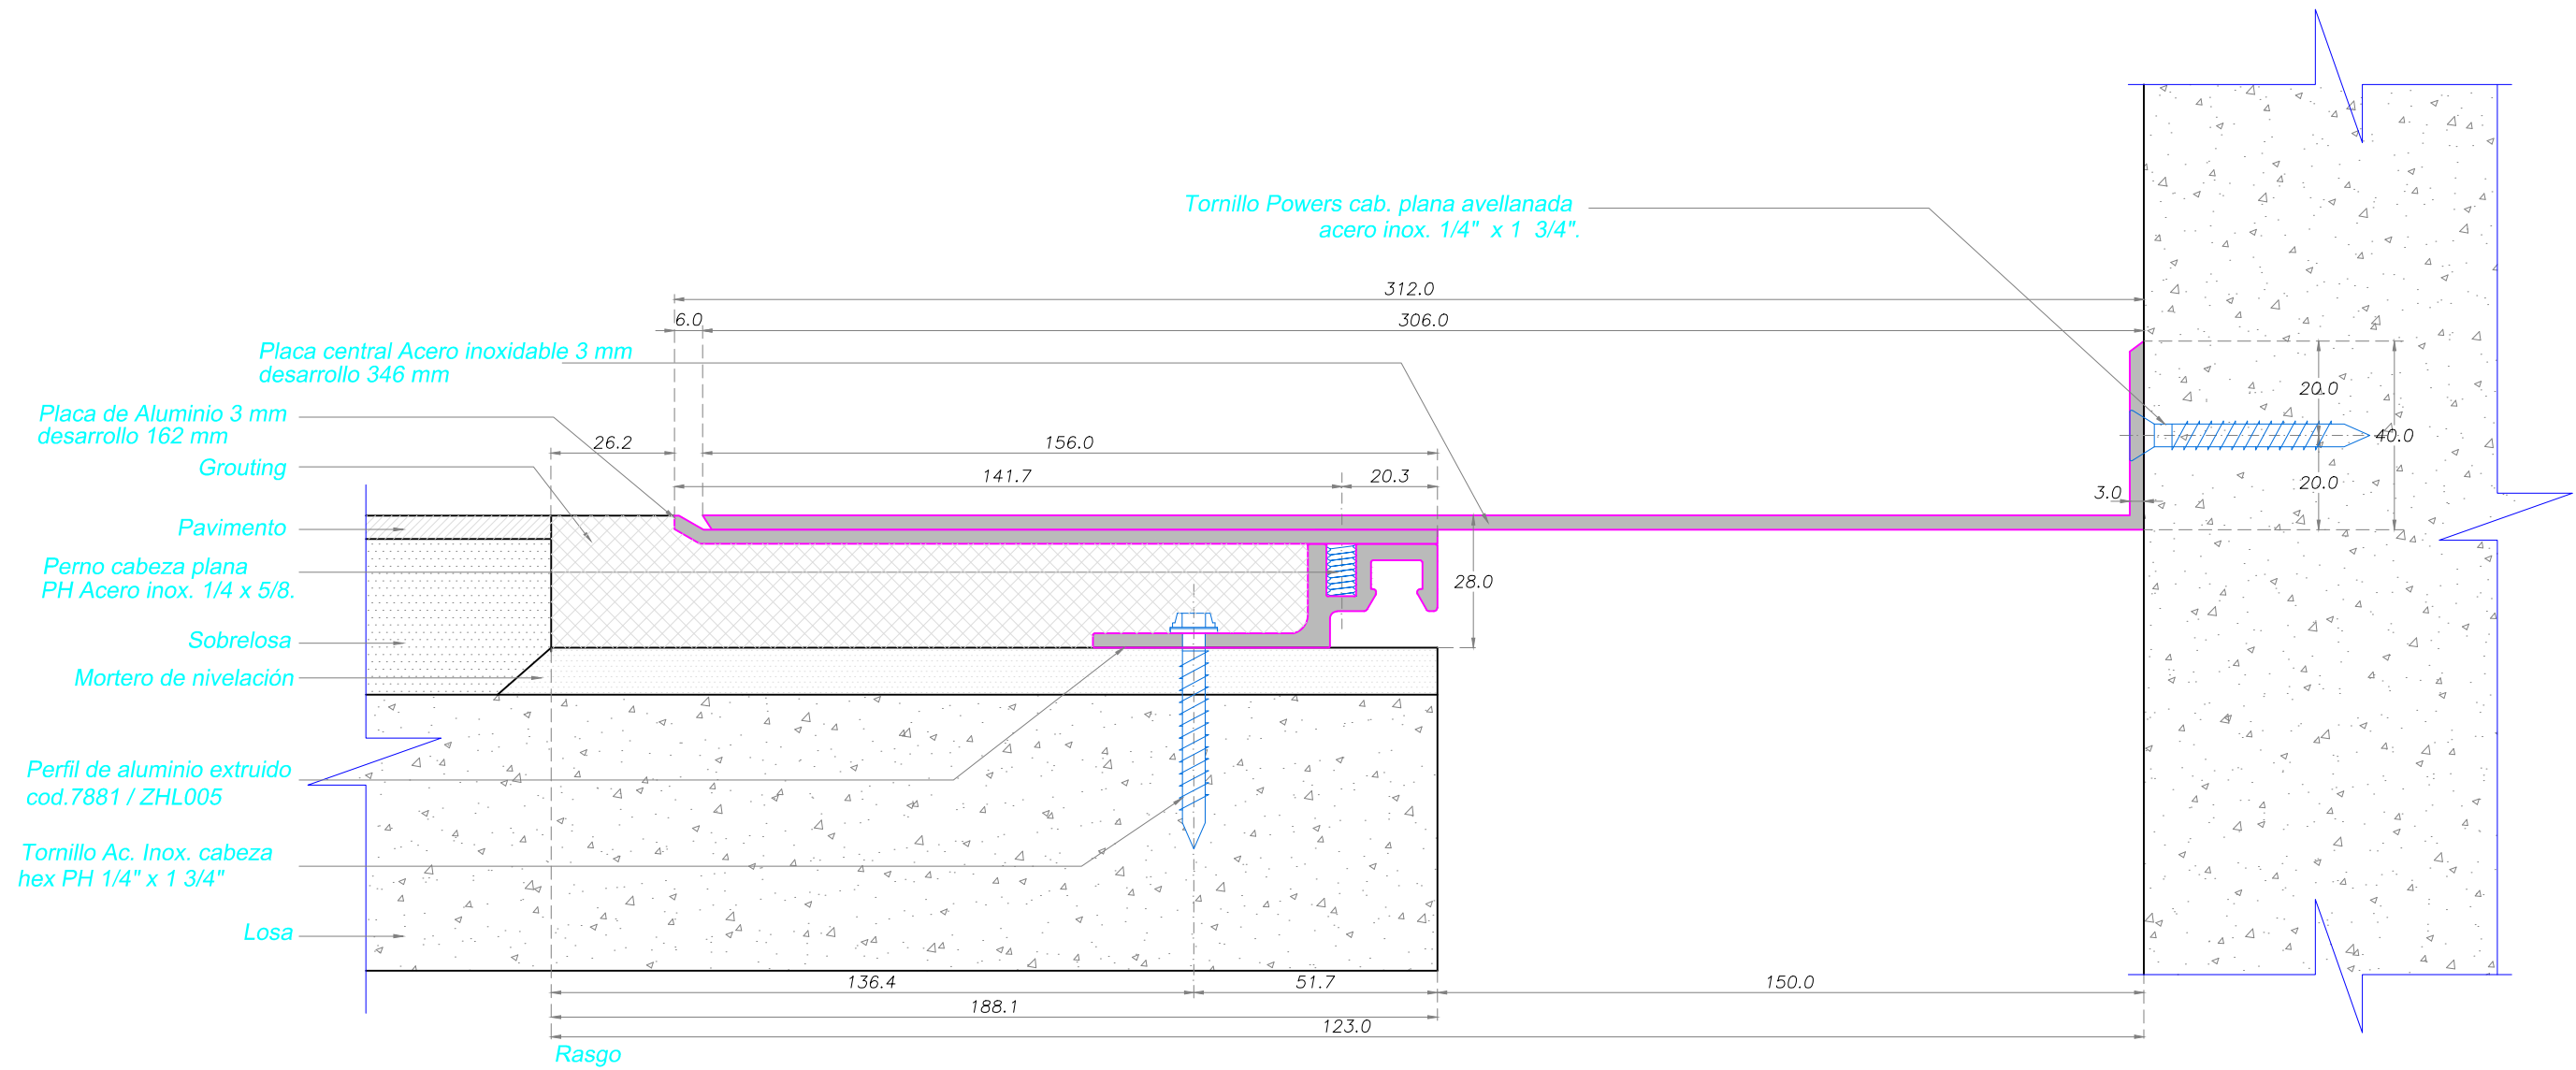 Tornillo Powers cab. plana avellanada
acero inox. 1/4" x 1 3/4".
312.0
6.0
306.0
Placa central Acero inoxidable 3 mm
desarrollo 346 mm
20.0
Placa de Aluminio 3 mm
desarrollo 162 mm
26.2
156.0
40.0
Grouting
141.7
20.3
20.0
3.0
Pavimento
Perno cabeza plana
PH Acero inox. 1/4 x 5/8.
28.0
Sobrelosa
Mortero de nivelación
Perfil de aluminio extruido
cod.7881 / ZHL005
Tornillo Ac. Inox. cabeza
hex PH 1/4" x 1 3/4"
Losa
136.4
51.7
150.0
188.1
123.0
Rasgo